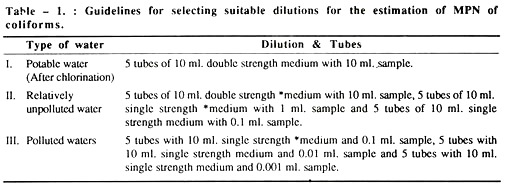 Table – 1. : Guidelines for selecting suitable dilutions for the estimation of MPN of
coliforms.
Type of water Dilution & Tubes
I. Potable water 5 tubes of 10 ml. double strength medium with 10 ml. sample.
(After chlorination)
II. Relatively 5 tubes of 10 ml. double strength *medium with 10 ml. sample, 5 tubes of 10 ml.
unpolluted water single strength *medium with 1 ml. sample and 5 tubes of 10 ml. single
strength medium with 0.1 ml. sample.
III. Polluted waters 5 tubes with 10 ml. single strength *medium and 0.1 ml. sample, 5 tubes with
10 ml. single strength medium and 0.01 ml. sample and 5 tubes with 10 ml.
single strength medium and 0.001 ml. sample.